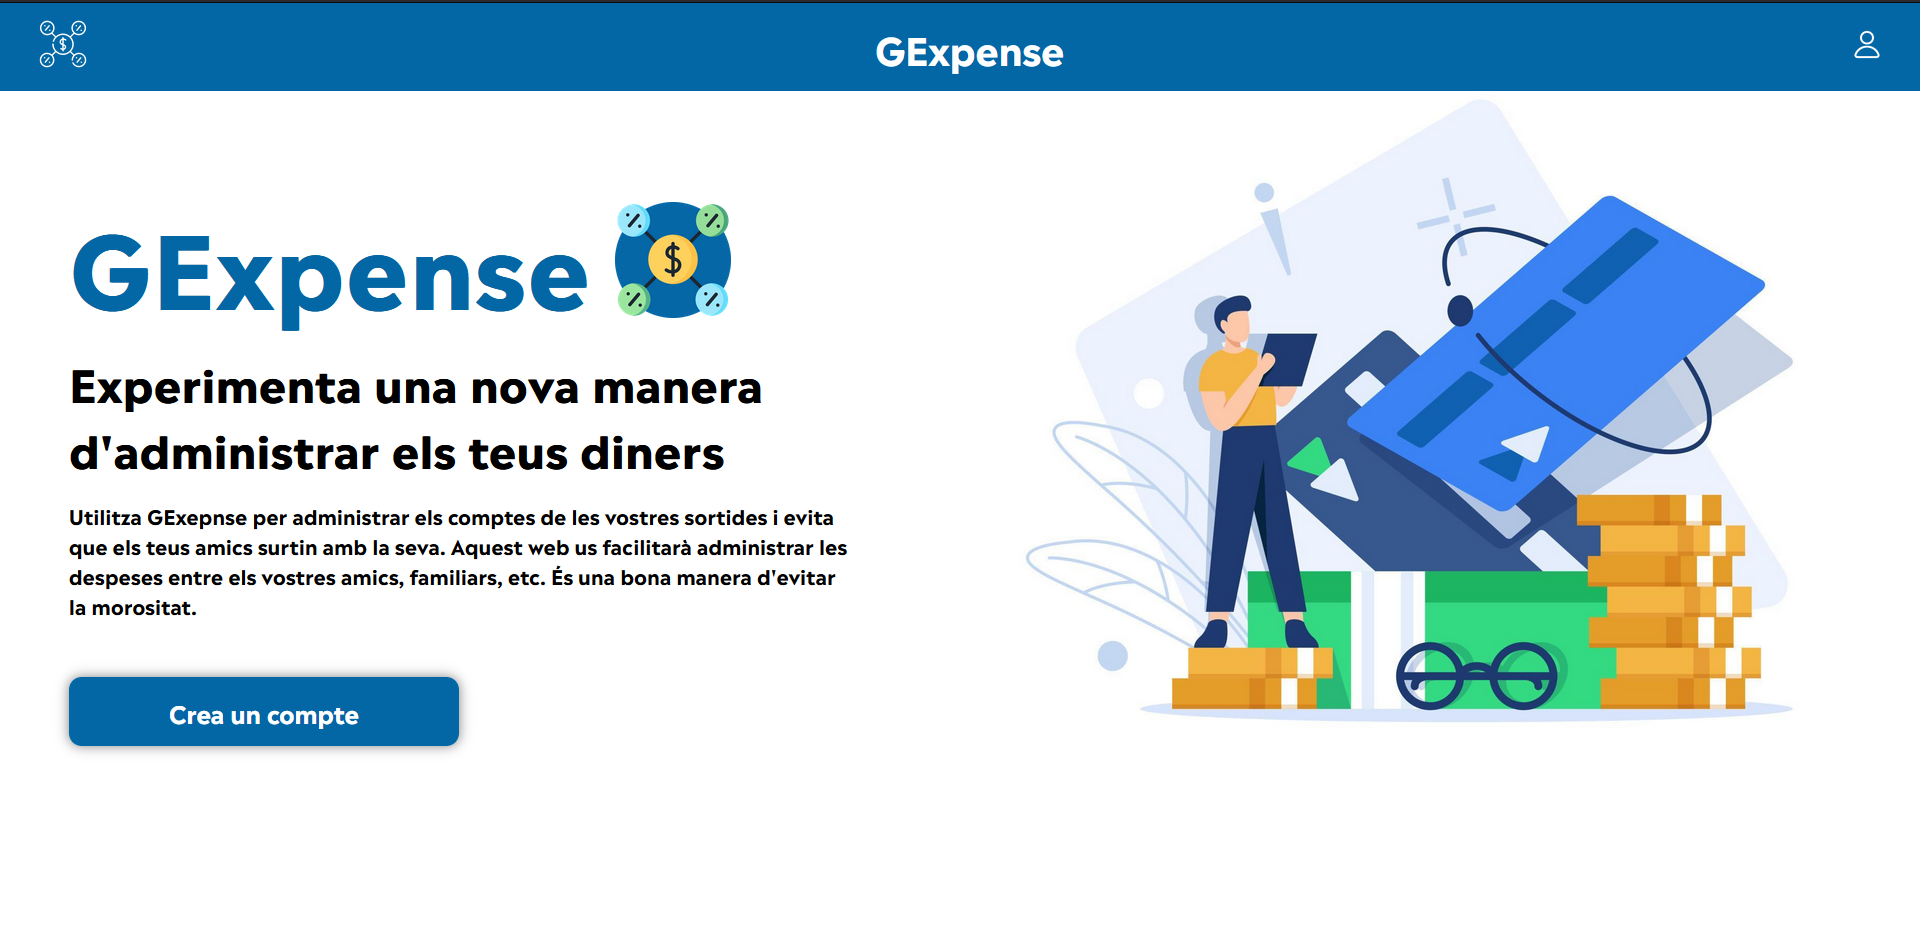 GExpense
GExpense
Experimenta una nova manera
d'administrar els teus diners
Utilitza GExepnse per administrar els comptes de les vostres sortides i evita
que els teus amics surtin amb la seva. Aquest web us facilitarà administrar les
despeses entre els vostres amics, familiars, etc. És una bona manera d'evitar
la morositat.
Crea un compte